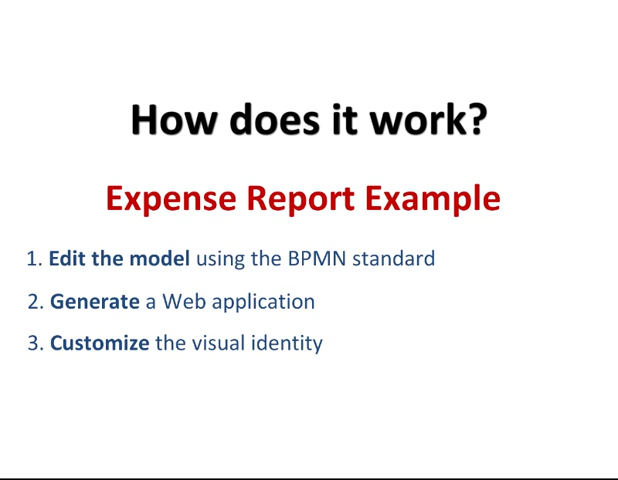 How does it work?
Expense Report Example
1. Edit the model using the BPMN standard
2. Generate a Web application
3. Customize the visual identity